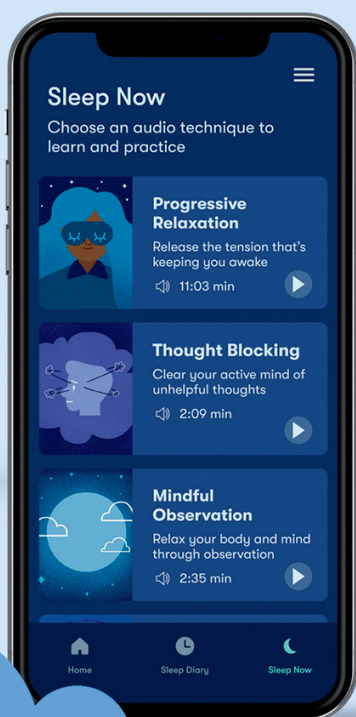 Sleep Now
Choose an audio technique to
learn and practice
Progressive
Relaxation
Release the tension that's
keeping you awake
11:03 min
Thought Blocking
Clear your active mind of
unhelpful thoughts
2:09 min
Mindful
Observation
Relax your body and mind
through observation
2:35 min
Home
Sleep Diary
Sleep Now